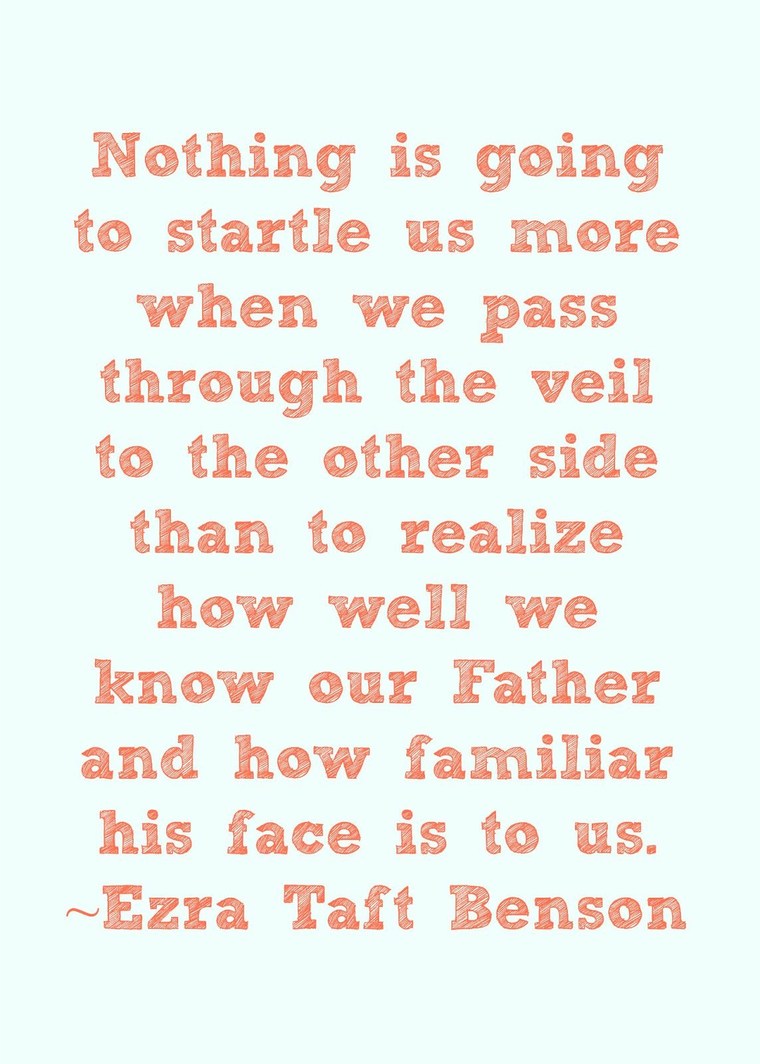 Nothing is going
to startle us more
when we pass
through the veil
to the other side
than to realize
how well we
know our Father
and how familiar
his face is to us.
~Ezra Taft Benson